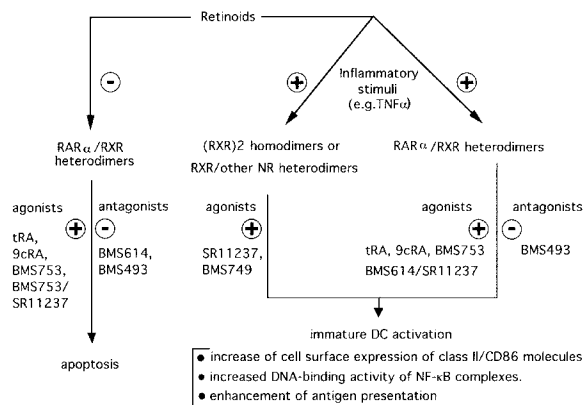 Retinoids
-
+
+
Inflammatory
stimuli
(e.g.TNFα)
RARα/RXR
heterodimers
(RXR)2 homodimers or
RXR/other NR heterodimers
RARα/RXR heterodimers
agonists
+
-
antagonists
tRA,
9cRA,
BMS753,
BMS753/
SR11237
BMS614,
BMS493
agonists
+
SR11237,
BMS749
agonists
+
-
antagonists
tRA, 9cRA, BMS753
BMS614/SR11237
BMS493
apoptosis
immature DC activation
• increase of cell surface expression of class II/CD86 molecules
• increased DNA-binding activity of NF-κB complexes.
• enhancement of antigen presentation